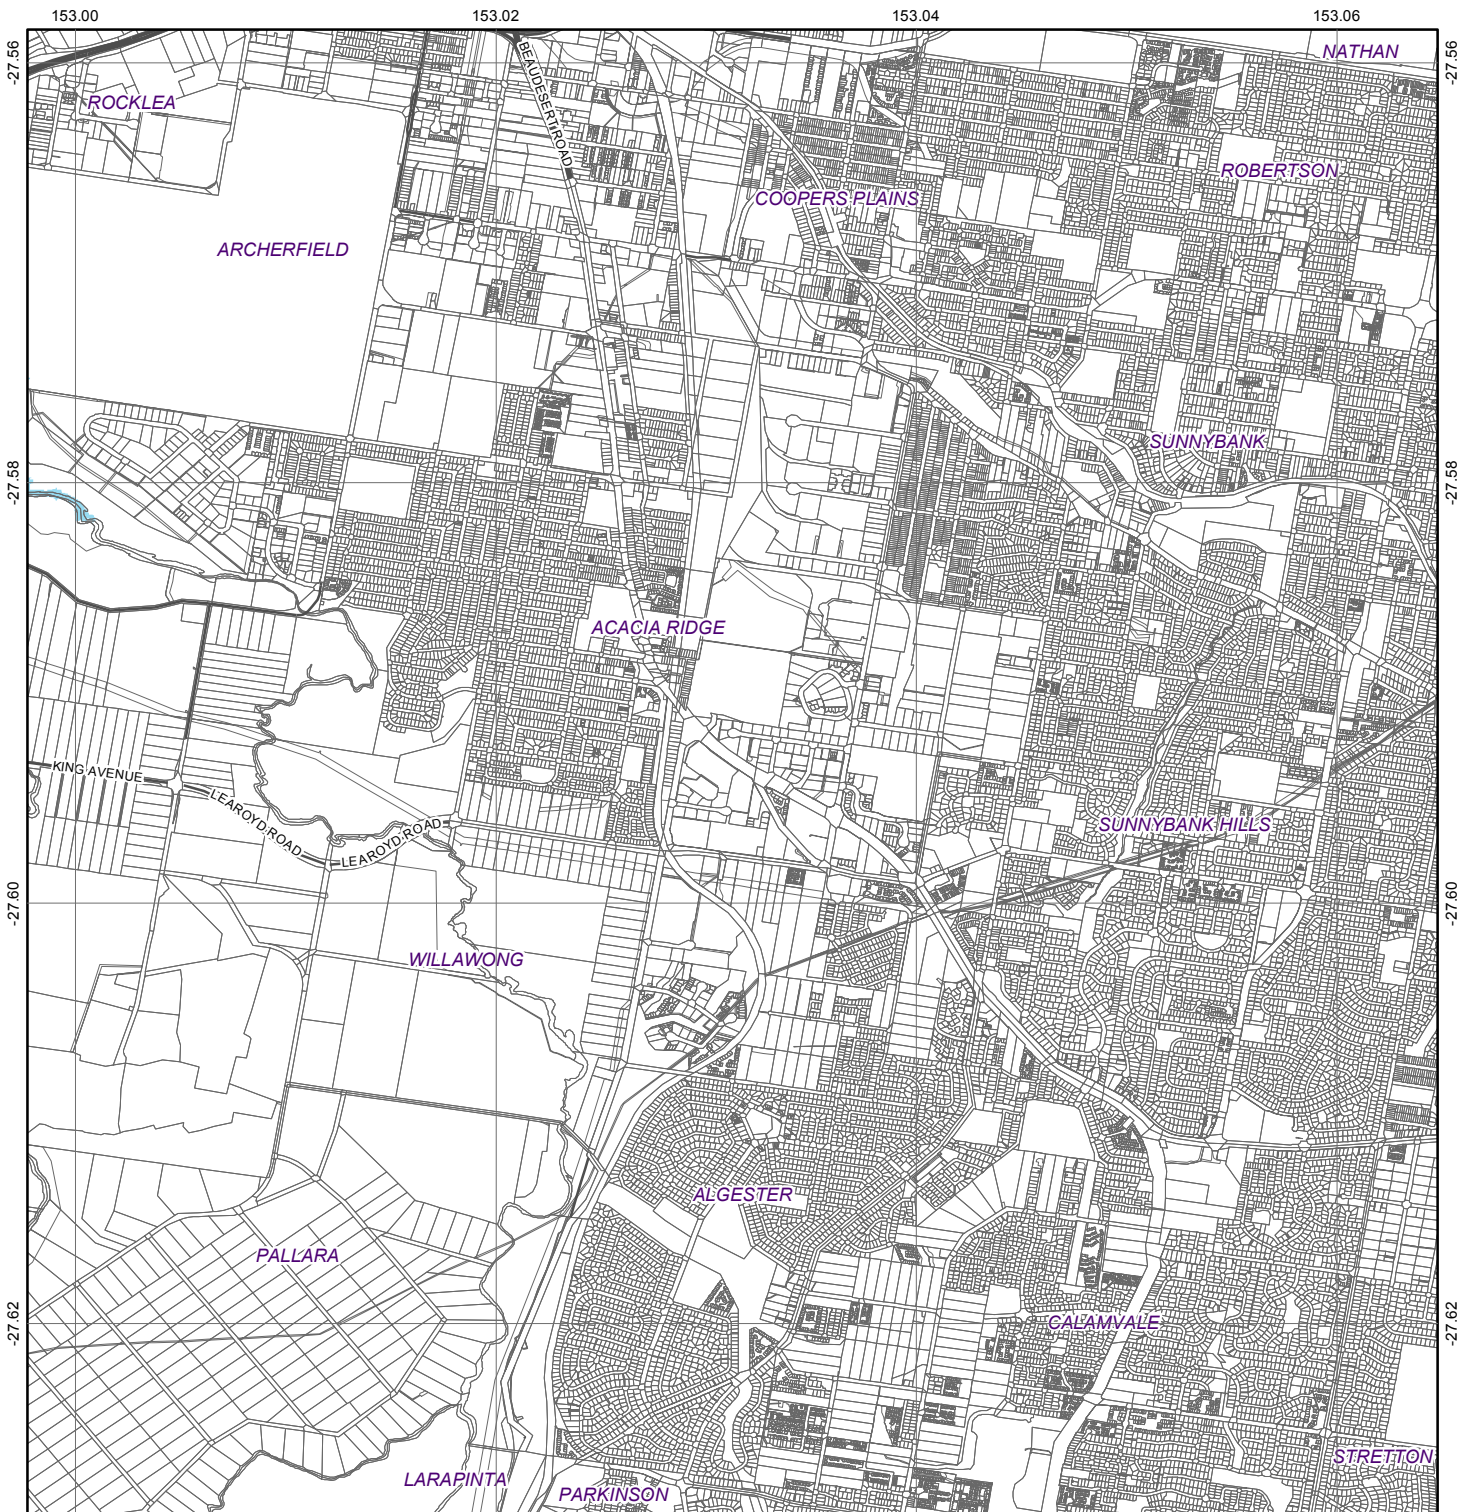 153.00
153.02
153.04
153.06
-27.56
-27.56
NATHAN
BEAUDESERT ROAD
ROCKLEA
ROBERTSON
COOPERS PLAINS
ARCHERFIELD
SUNNYBANK
-27.58
-27.58
ACACIA RIDGE
KING AVENUE
LEAROYD ROAD
LEAROYD ROAD
SUNNYBANK HILLS
-27.60
-27.60
WILLAWONG
ALGESTER
PALLARA
CALAMVALE
-27.62
-27.62
STRETTON
LARAPINTA
PARKINSON